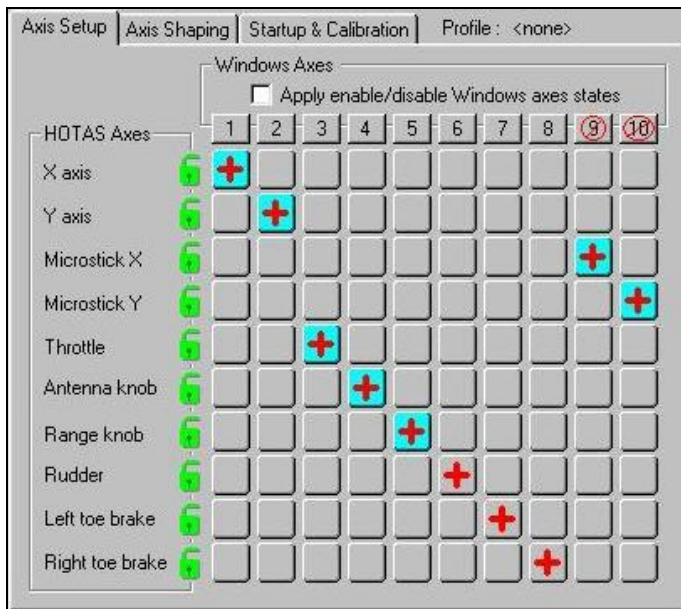 Axis Setup Axis Shaping Startup & Calibration Profile : <none>
Windows Axes
Apply enable/disable Windows axes states
HOTAS Axes 1 2 3 4 5 6 7 8 9 10
X axis
Y axis
Microstick X
Microstick Y
Throttle
Antenna knob
Range knob
Rudder
Left toe brake
Right toe brake